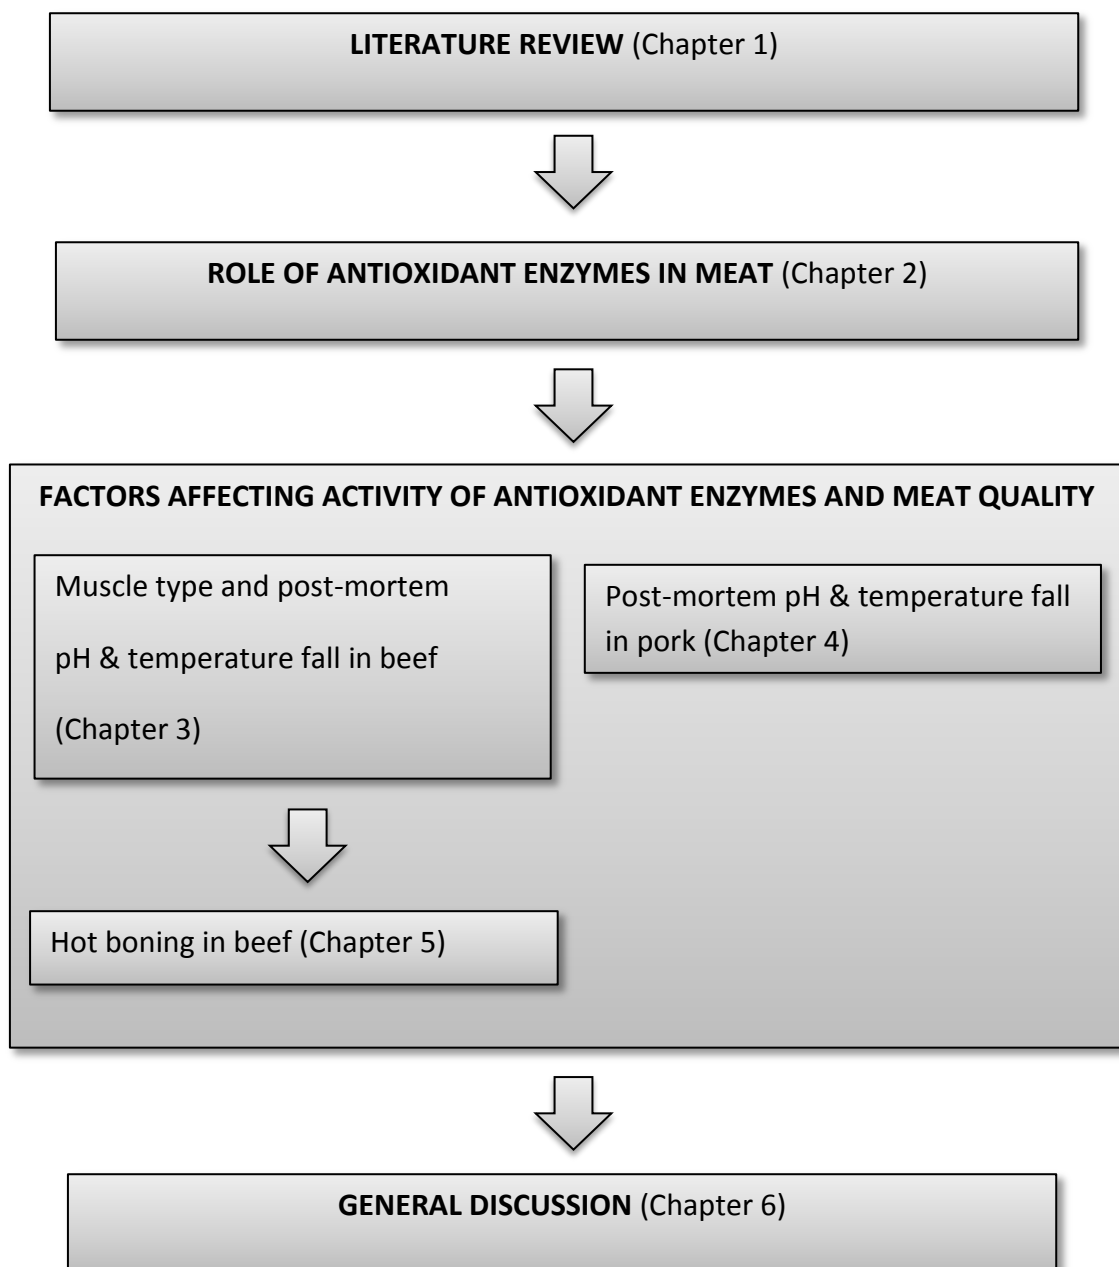 LITERATURE REVIEW (Chapter 1)
ROLE OF ANTIOXIDANT ENZYMES IN MEAT (Chapter 2)
FACTORS AFFECTING ACTIVITY OF ANTIOXIDANT ENZYMES AND MEAT QUALITY
Muscle type and post-mortem
pH & temperature fall in beef
(Chapter 3)
Post-mortem pH & temperature fall
in pork (Chapter 4)
Hot boning in beef (Chapter 5)
GENERAL DISCUSSION (Chapter 6)